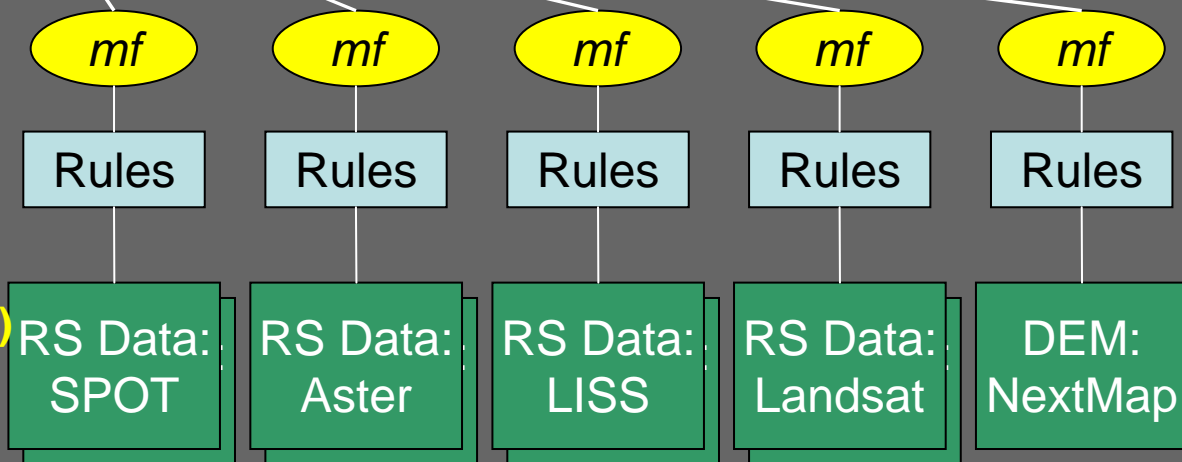 mf mf mf mf mf
Rules Rules Rules Rules Rules
) RS Data: : RS Data: : RS Data: : RS Data: : DEM:
SPOT Aster LISS Landsat NextMap